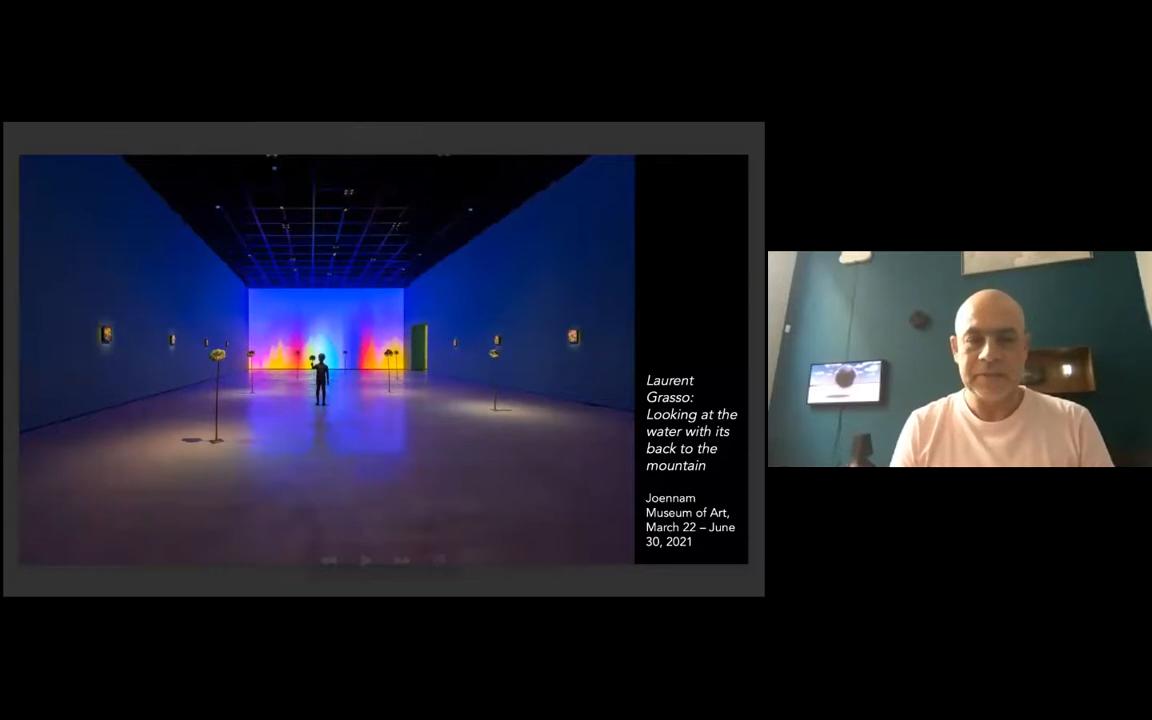 Laurent
Grasso:
Looking at the
water with its
back to the
mountain
Joennam
Museum of Art,
March 22 – June
30, 2021